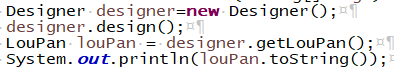 Designer designer=new Designer();¤¶
designer.design();¤¶
LouPan louPan = designer.getLouPan();¤¶
System.out.println(louPan.toString());¤¶